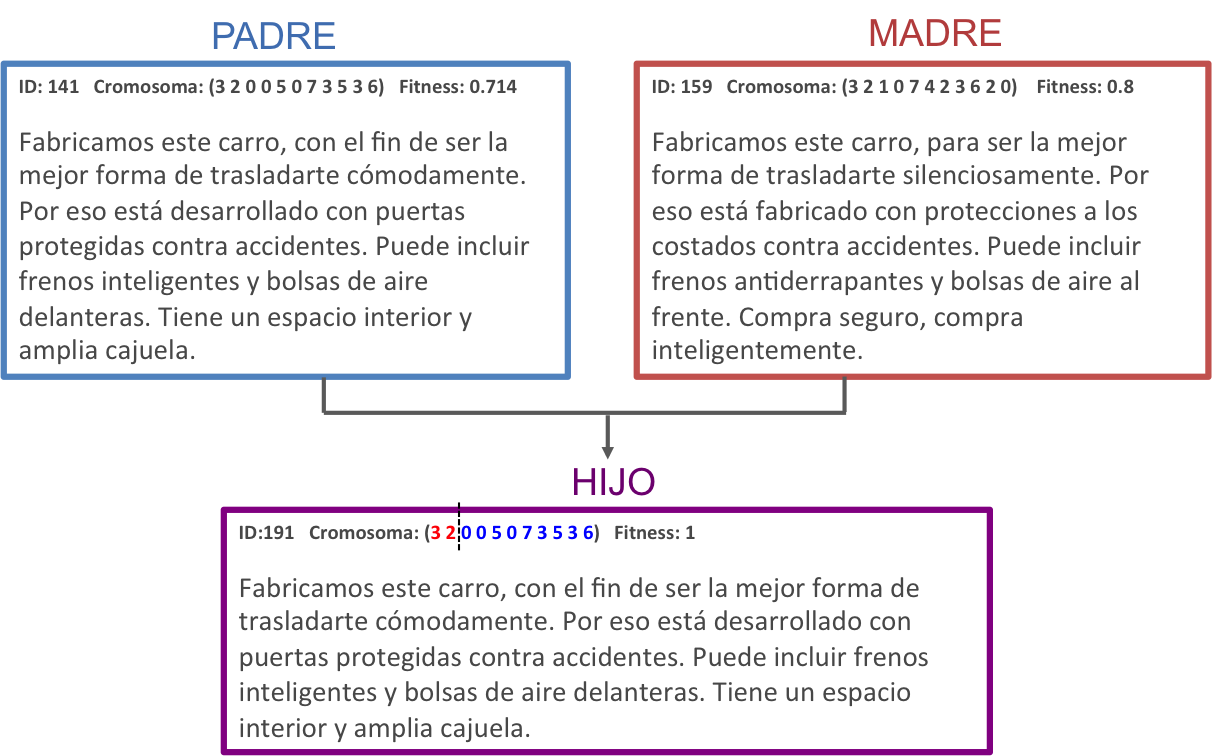 PADRE
ID: 141 Cromosoma: (3 2 0 0 5 0 7 3 5 3 6) Fitness: 0.714
Fabricamos este carro, con el fin de ser la
mejor forma de trasladarte cómodamente.
Por eso está desarrollado con puertas
protegidas contra accidentes. Puede incluir
frenos inteligentes y bolsas de aire
delanteras. Tiene un espacio interior y
amplia cajuela.
MADRE
ID: 159 Cromosoma: (3 2 1 0 7 4 2 3 6 2 0) Fitness: 0.8
Fabricamos este carro, para ser la mejor
forma de trasladarte silenciosamente. Por
eso está fabricado con protecciones a los
costados contra accidentes. Puede incluir
frenos antiderrapantes y bolsas de aire al
frente. Compra seguro, compra
inteligentemente.
HIJO
ID:191 Cromosoma: (3 2 0 0 5 0 7 3 5 3 6) Fitness: 1
Fabricamos este carro, con el fin de ser la mejor forma de
trasladarte cómodamente. Por eso está desarrollado con
puertas protegidas contra accidentes. Puede incluir frenos
inteligentes y bolsas de aire delanteras. Tiene un espacio
interior y amplia cajuela.